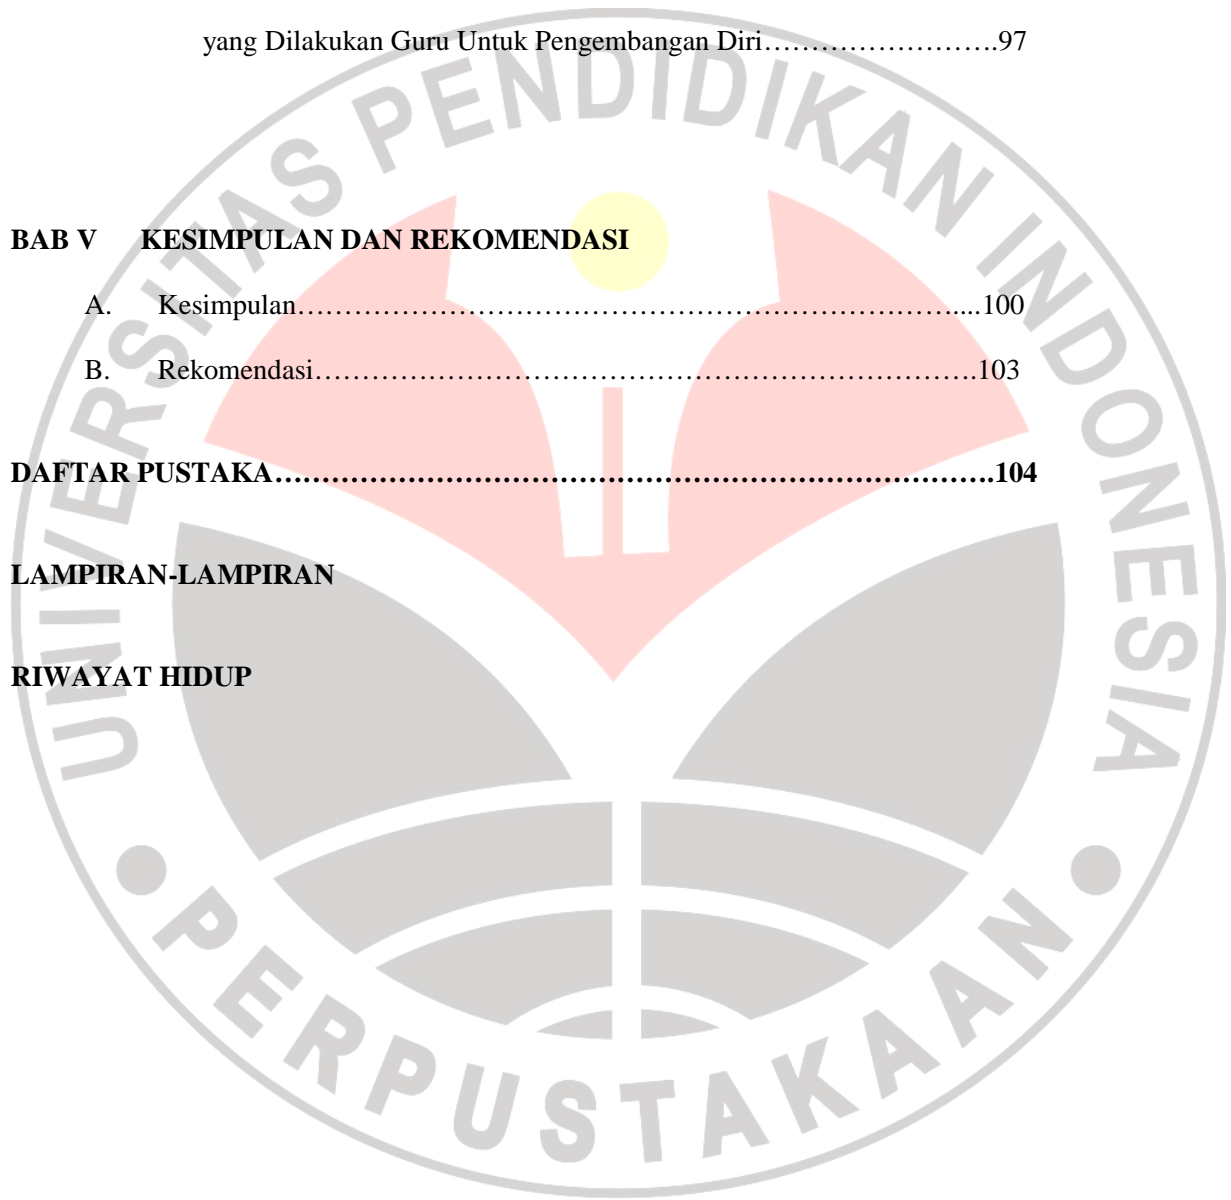 yang Dilakukan Guru Untuk Pengembangan Diri…………………….97
BAB V KESIMPULAN DAN REKOMENDASI
A. Kesimpulan……………………………………………………………....100
B. Rekomendasi…………………………………………………………….103
DAFTAR PUSTAKA………………………………………………………………….104
LAMPIRAN-LAMPIRAN
RIWAYAT HIDUP
UNIVERSITAS PENDIDIKAN INDONESIA
PERPUSTAKAAN